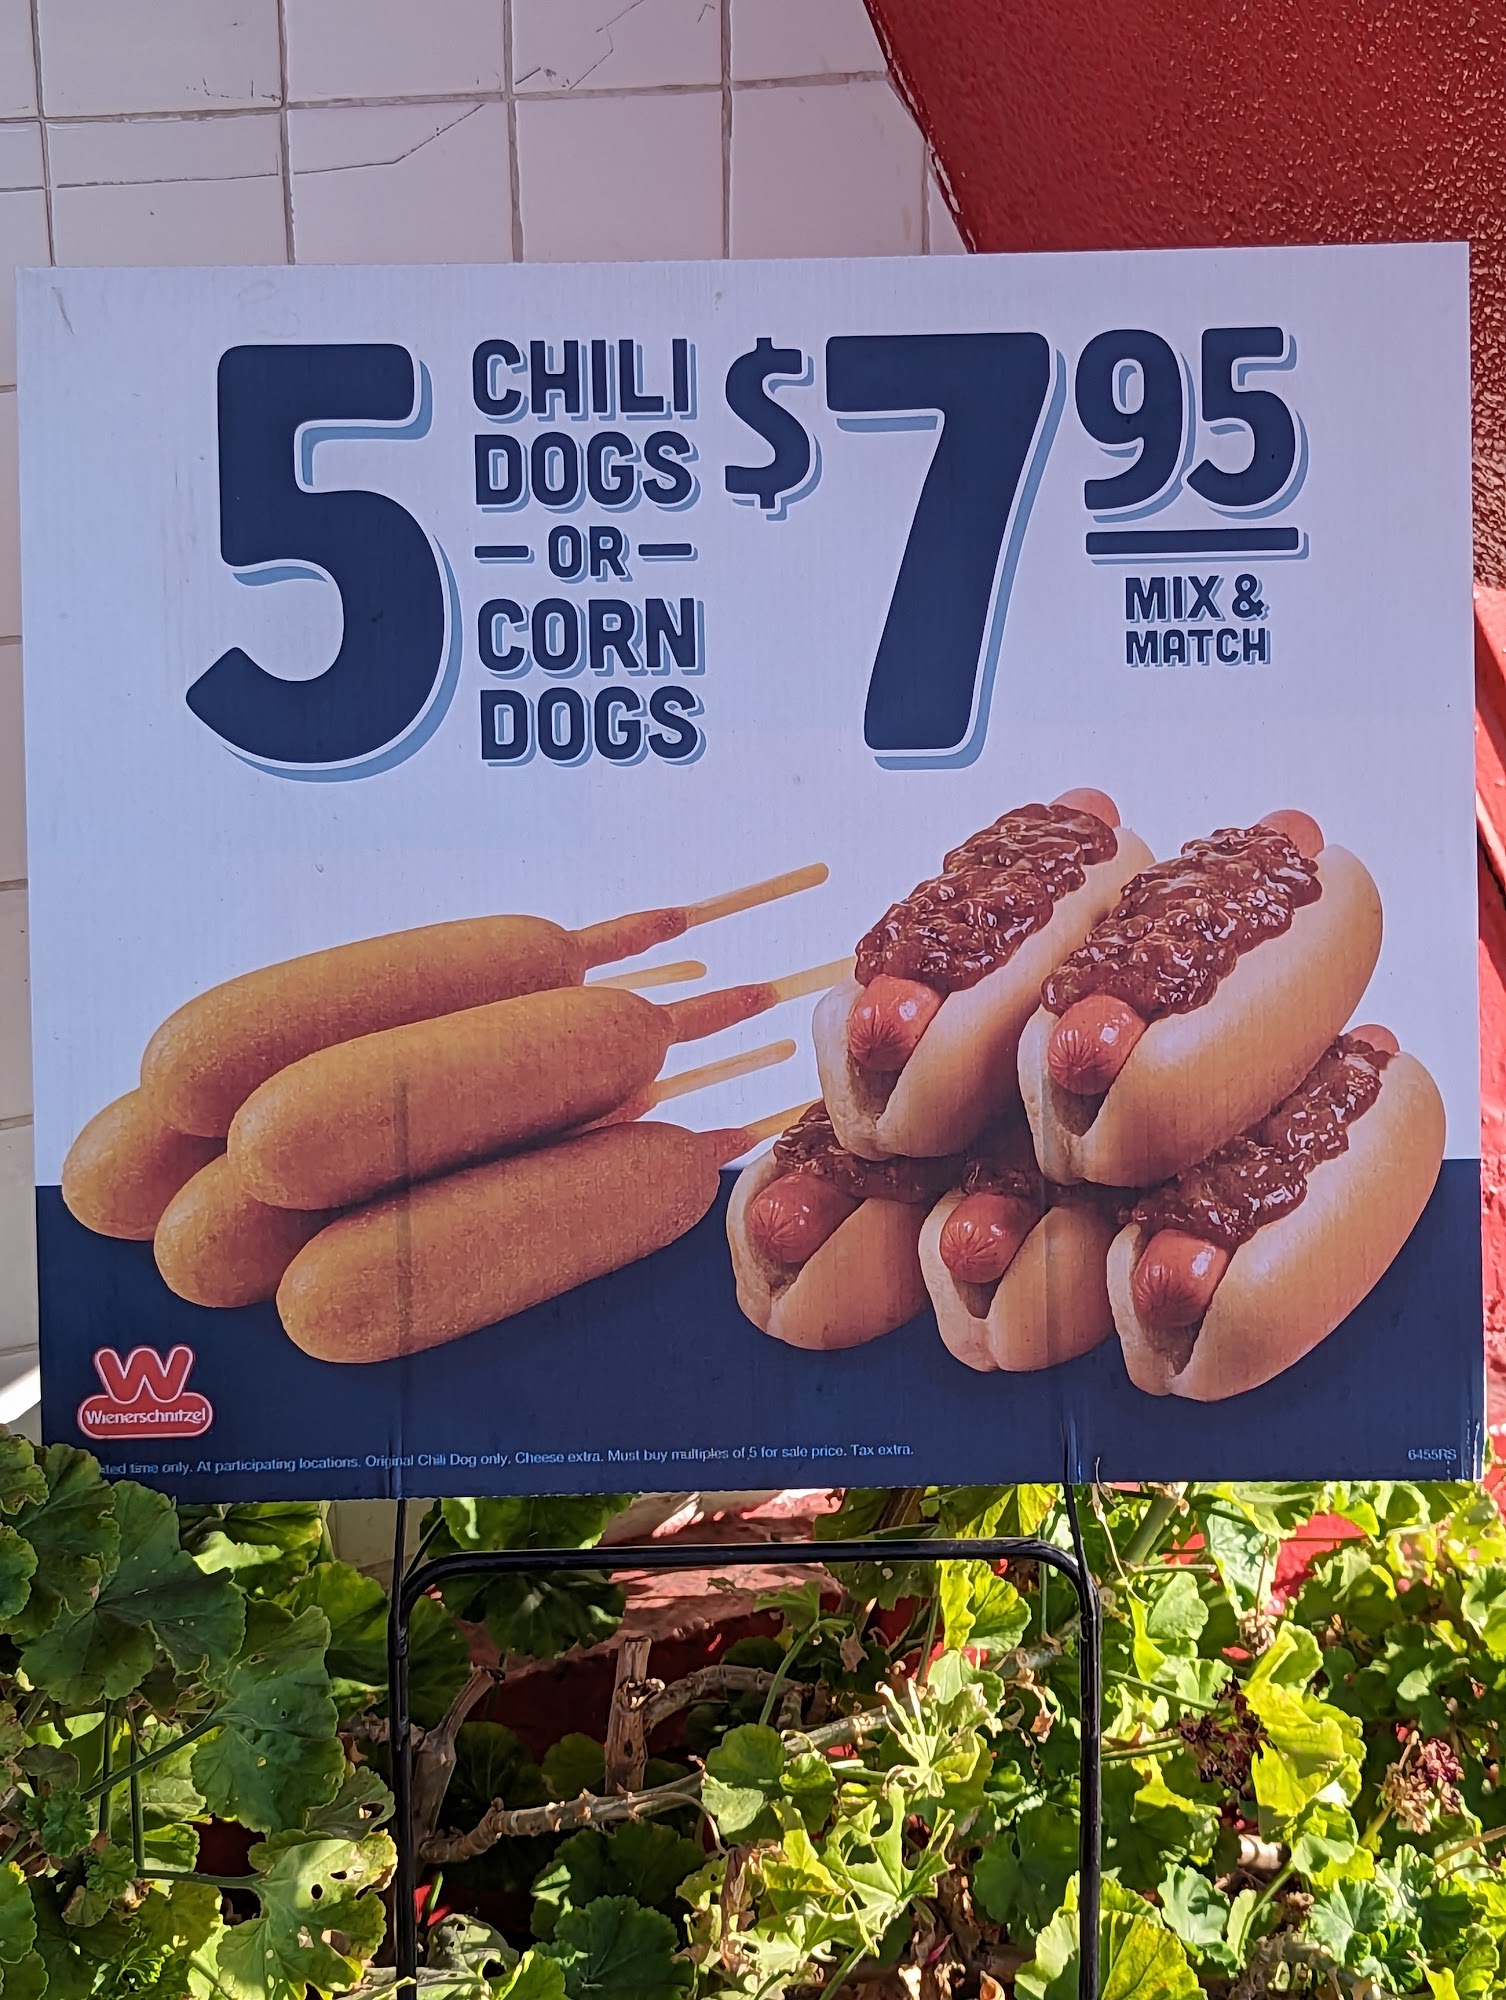 5
CHILI
DOGS
— OR —
CORN
DOGS
$7 95
MIX &
MATCH
W
Wienerschnitzel
time only. At participating locations. Original Chili Dog only. Cheese extra. Must buy multiples of 5 for sale price. Tax extra.
6455RS